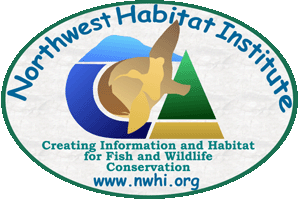 Northwest Habitat Institute
Creating Information and Habitat
for Fish and Wildlife
Conservation
www.nwhi.org